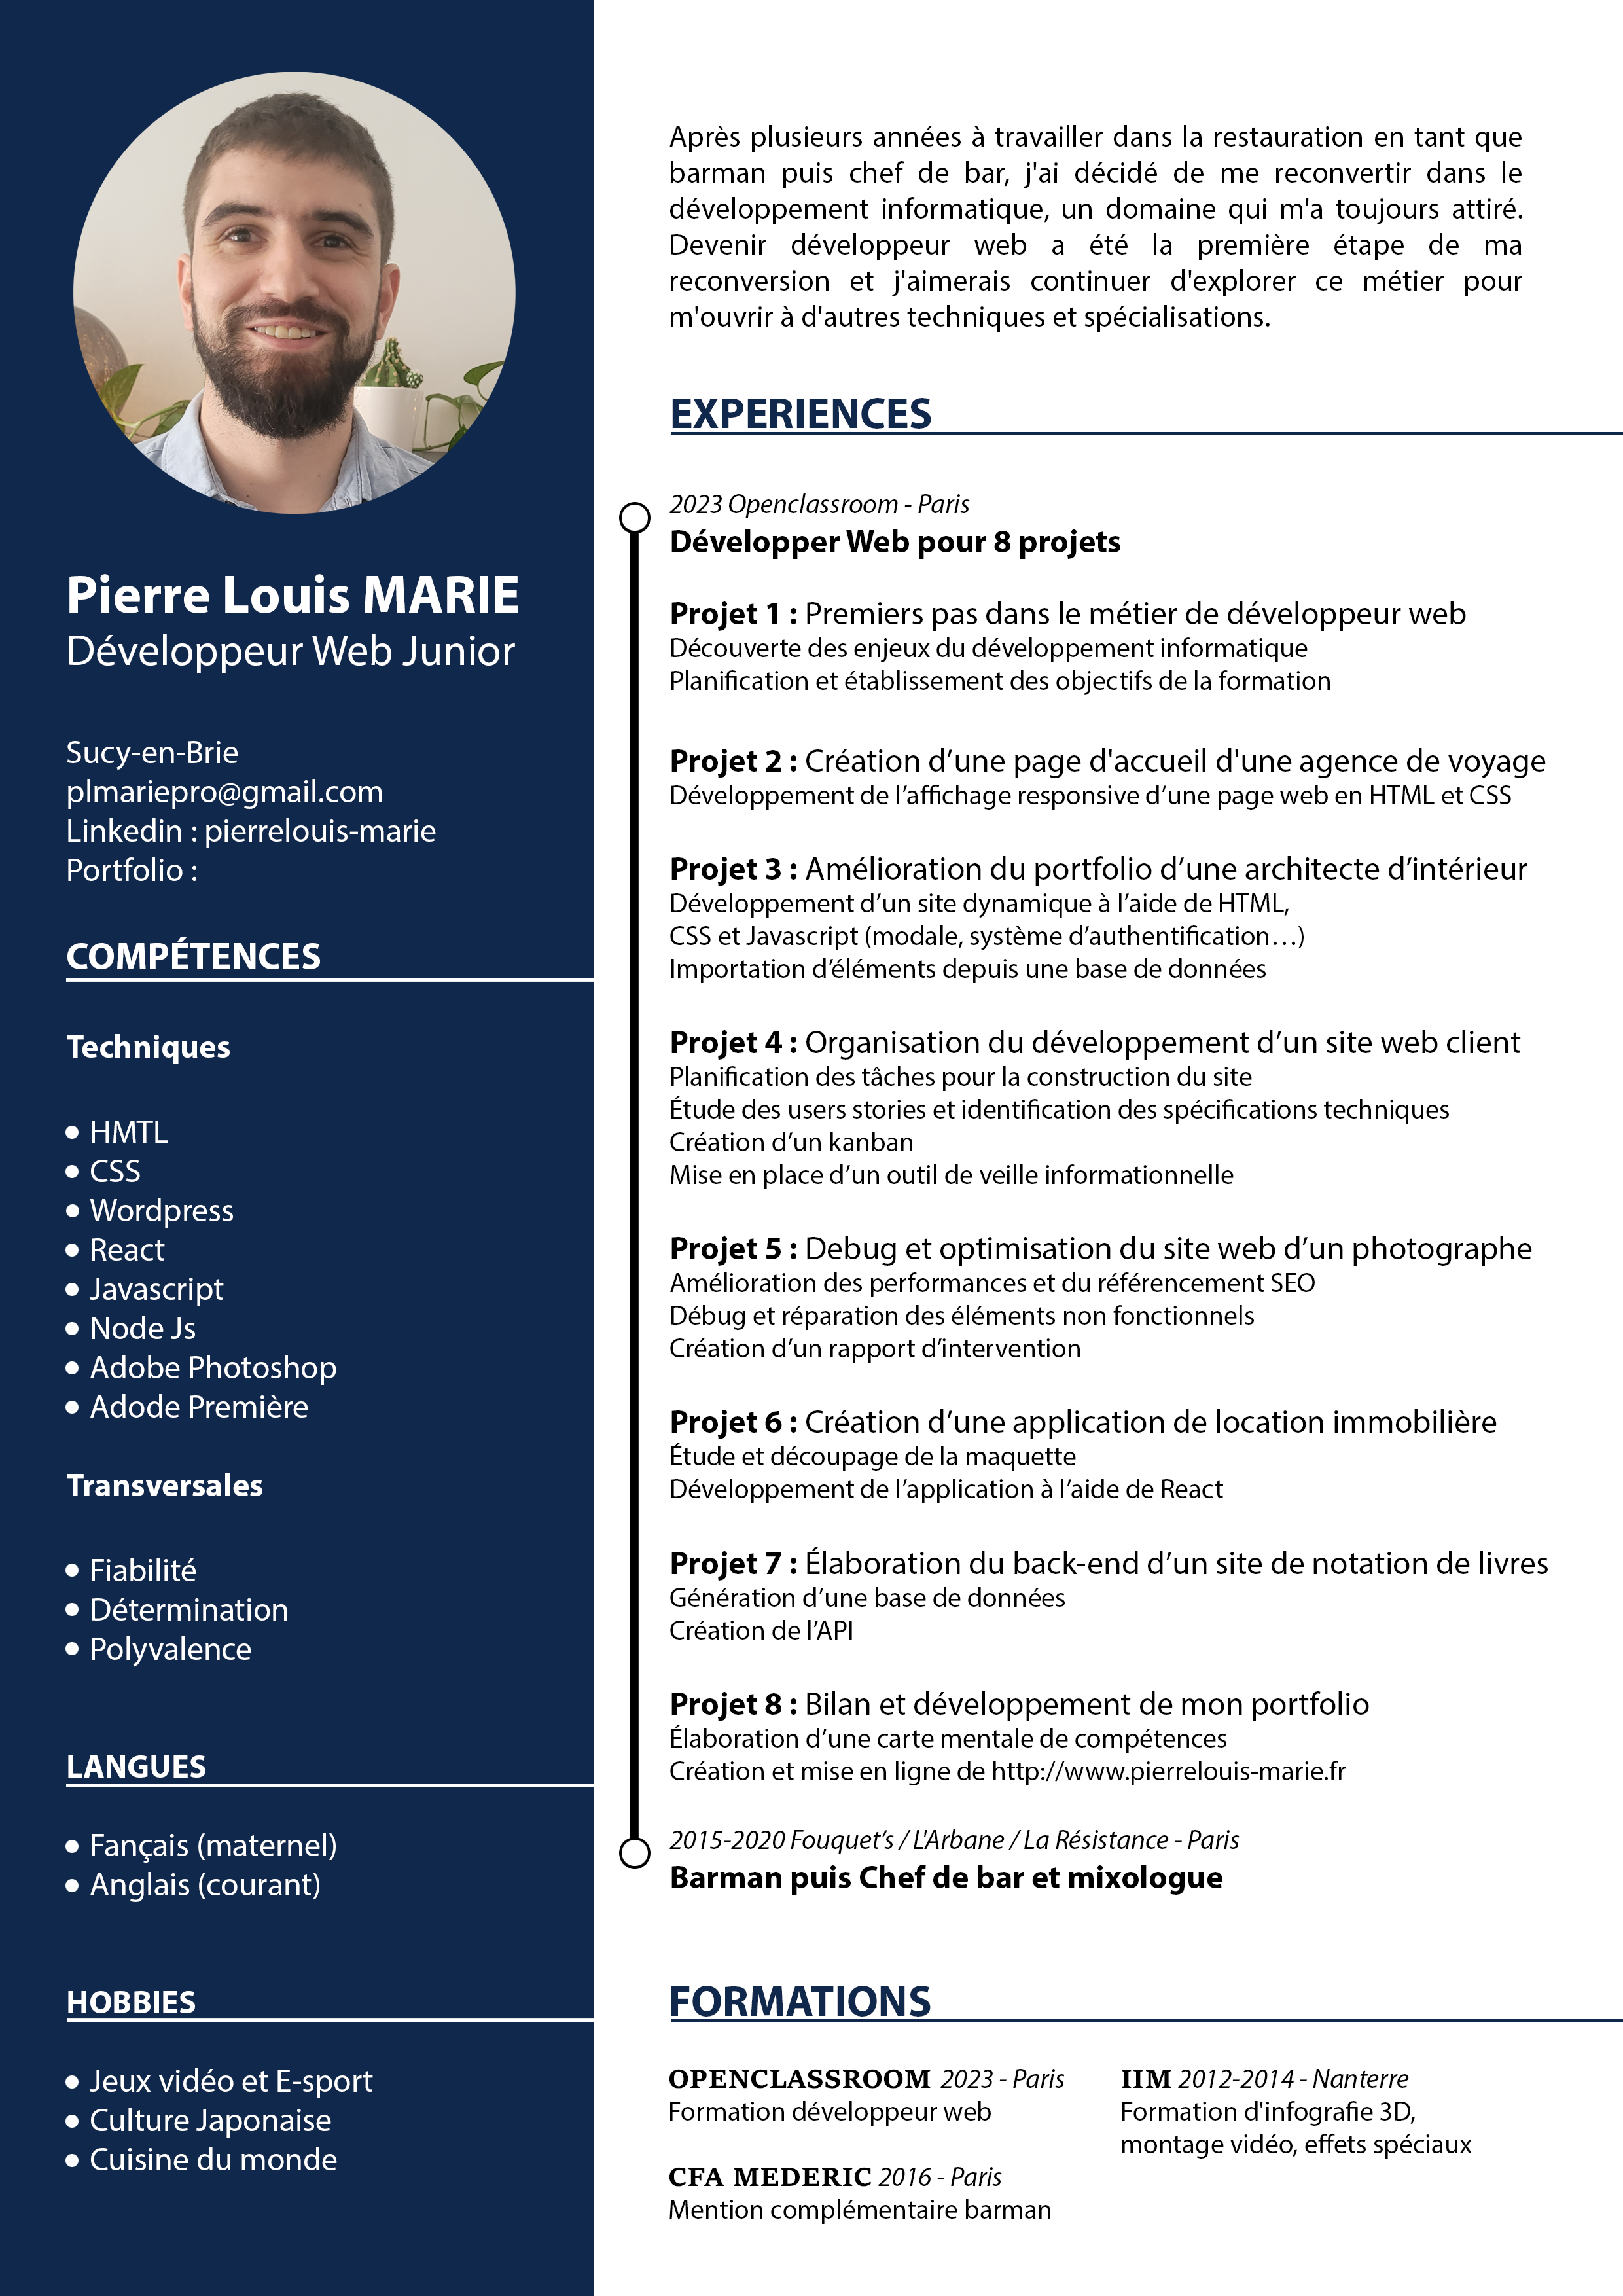 Pierre Louis MARIE
Développeur Web Junior
Sucy-en-Brie
plmariepro@gmail.com
Linkedin : pierrelouis-marie
Portfolio :
COMPÉTENCES
Techniques
• HMTL
• CSS
• Wordpress
• React
• Javascript
• Node Js
• Adobe Photoshop
• Adode Première
Transversales
• Fiabilité
• Détermination
• Polyvalence
LANGUES
• Fançais (maternel)
• Anglais (courant)
HOBBIES
• Jeux vidéo et E-sport
• Culture Japonaise
• Cuisine du monde
Après plusieurs années à travailler dans la restauration en tant que
barman puis chef de bar, j'ai décidé de me reconvertir dans le
développement informatique, un domaine qui m'a toujours attiré.
Devenir développeur web a été la première étape de ma
reconversion et j'aimerais continuer d'explorer ce métier pour
m'ouvrir à d'autres techniques et spécialisations.
EXPERIENCES
2023 Openclassroom - Paris
Développer Web pour 8 projets
Projet 1 : Premiers pas dans le métier de développeur web
Découverte des enjeux du développement informatique
Planification et établissement des objectifs de la formation
Projet 2 : Création d’une page d'accueil d'une agence de voyage
Développement de l’affichage responsive d’une page web en HTML et CSS
Projet 3 : Amélioration du portfolio d’une architecte d’intérieur
Développement d’un site dynamique à l’aide de HTML,
CSS et Javascript (modale, système d’authentification…)
Importation d’éléments depuis une base de données
Projet 4 : Organisation du développement d’un site web client
Planification des tâches pour la construction du site
Étude des users stories et identification des spécifications techniques
Création d’un kanban
Mise en place d’un outil de veille informationnelle
Projet 5 : Debug et optimisation du site web d’un photographe
Amélioration des performances et du référencement SEO
Débug et réparation des éléments non fonctionnels
Création d’un rapport d’intervention
Projet 6 : Création d’une application de location immobilière
Étude et découpage de la maquette
Développement de l’application à l’aide de React
Projet 7 : Élaboration du back-end d’un site de notation de livres
Génération d’une base de données
Création de l’API
Projet 8 : Bilan et développement de mon portfolio
Élaboration d’une carte mentale de compétences
Création et mise en ligne de http://www.pierrelouis-marie.fr
2015-2020 Fouquet’s / L'Arbane / La Résistance - Paris
Barman puis Chef de bar et mixologue
FORMATIONS
OPENCLASSROOM 2023 - Paris
Formation développeur web
CFA MEDERIC 2016 - Paris
Mention complémentaire barman
IIM 2012-2014 - Nanterre
Formation d'infografie 3D,
montage vidéo, effets spéciaux